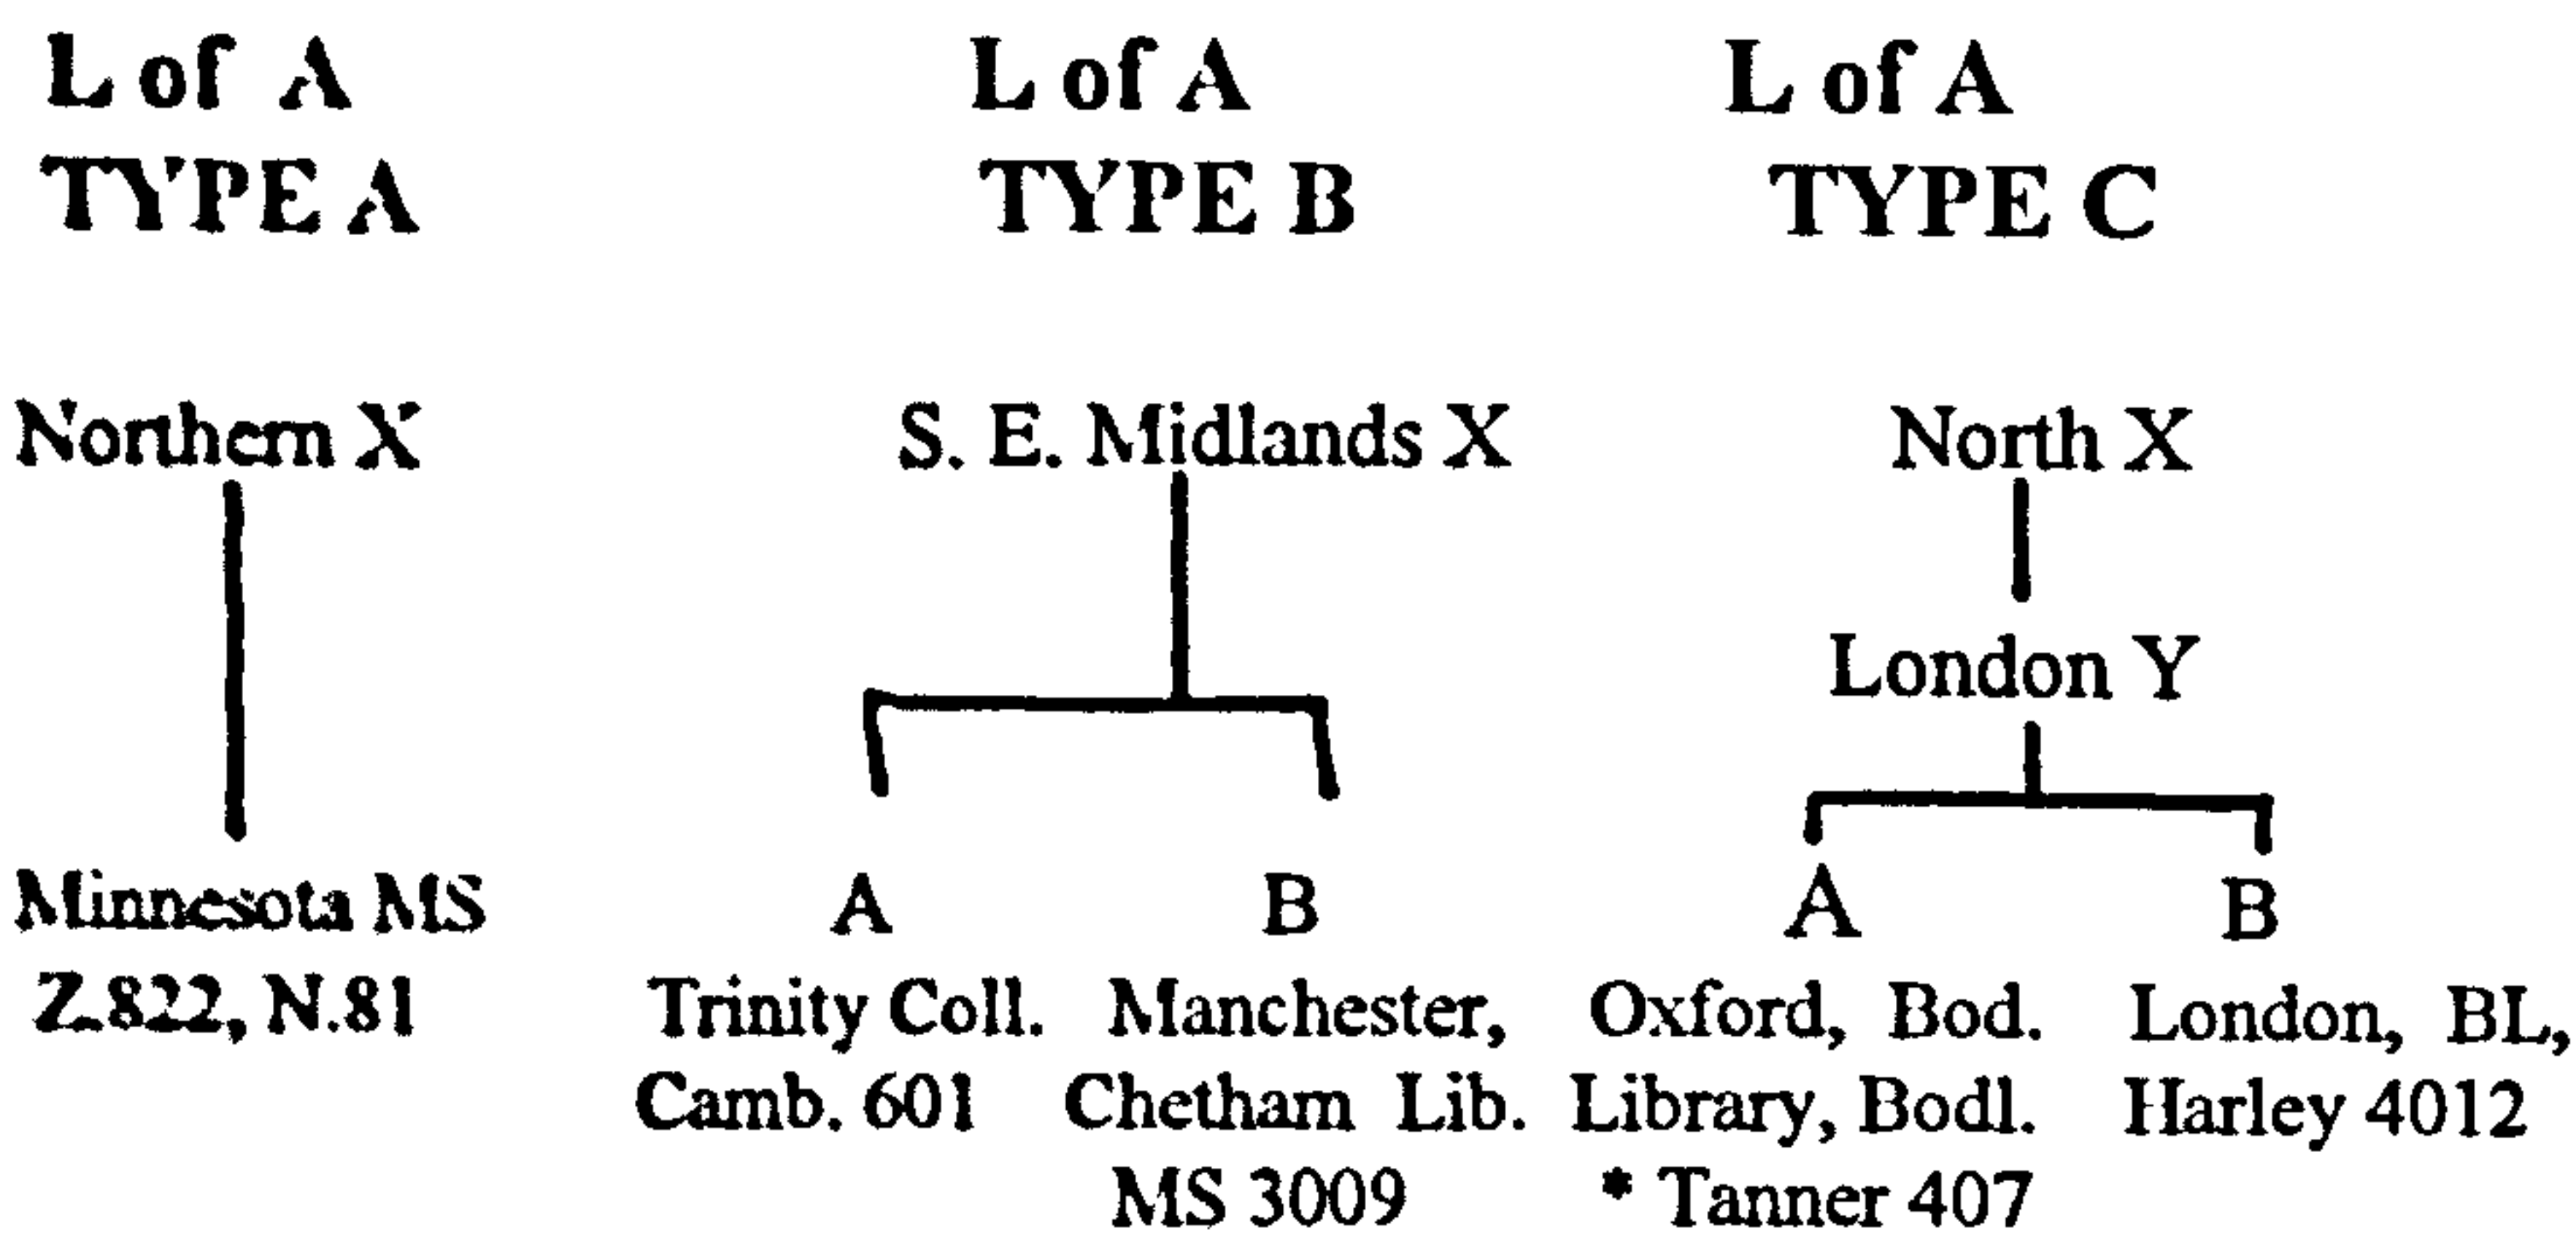 L of A
TYPE A
L of A
TYPE B
L of A
TYPE C
Northern X
S. E. Midlands X
North X
London Y
Minnesota MS
Z.822, N.81
A
Trinity Coll.
Camb. 601
B
Manchester,
Chetham Lib.
MS 3009
A
Oxford, Bod.
Library, Bodl.
* Tanner 407
B
London, BL,
Harley 4012